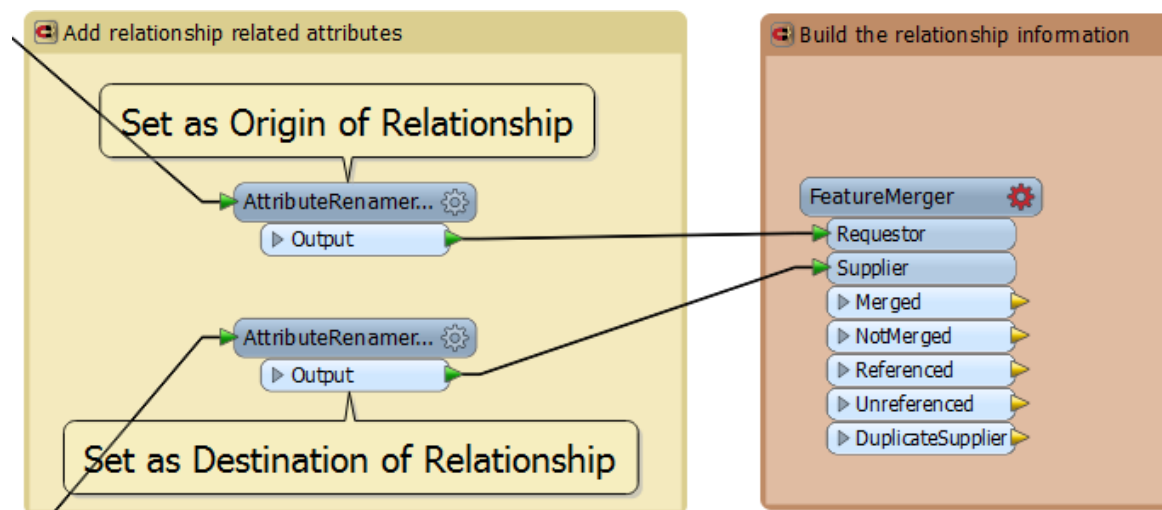 Add relationship related attributes
Set as Origin of Relationship
AttributeRenamer...
Output
AttributeRenamer...
Output
Set as Destination of Relationship
Build the relationship information
FeatureMerger
Requestor
Supplier
Merged
NotMerged
Referenced
Unreferenced
DuplicateSupplier